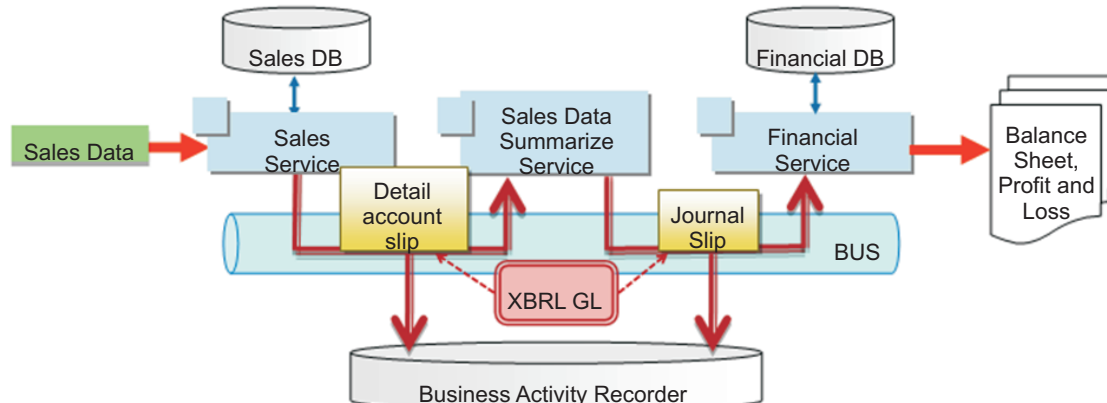 Sales DB
Financial DB
Sales Data
Sales
Service
Sales Data
Summarize
Service
Financial
Service
Balance
Sheet,
Profit and
Loss
Detail
account
slip
Journal
Slip
BUS
XBRL GL
Business Activity Recorder